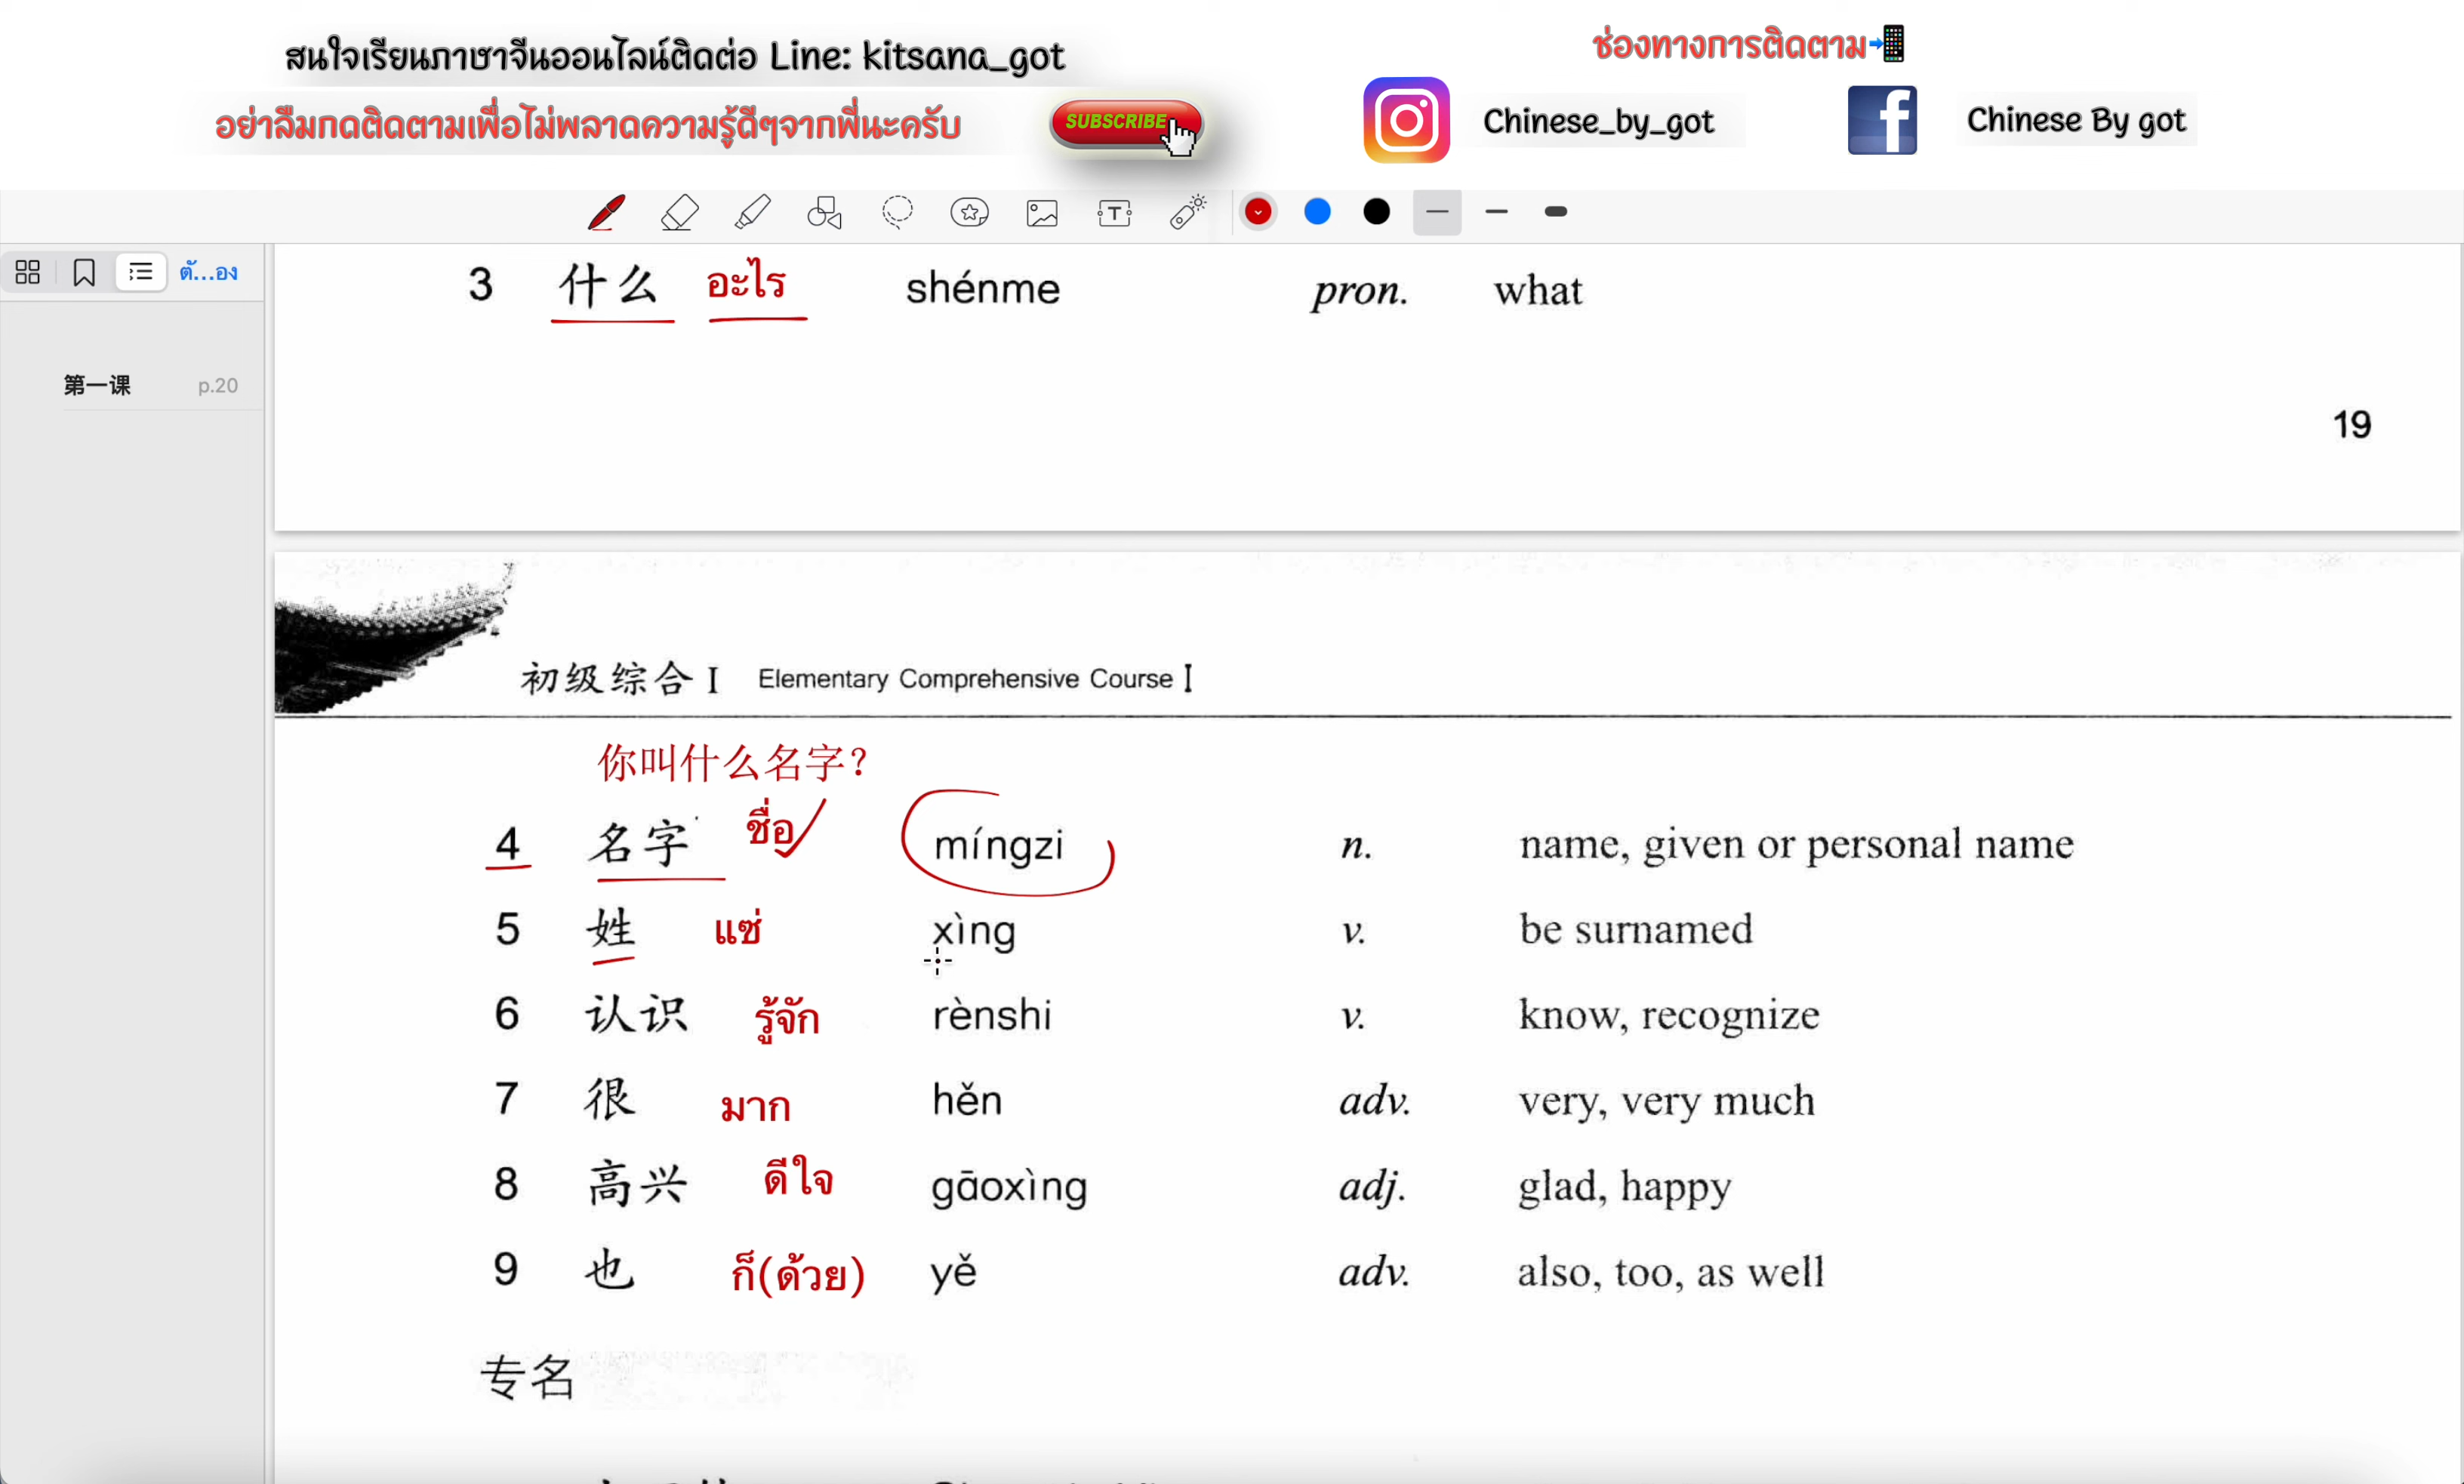 สนใจเรียนภาษาจีนออนไลน์ติดต่อ Line: kitsana_got
ช่องทางการติดตาม
อย่าลืมกดติดตามเพื่อไม่พลาดความรู้ดีๆจากพี่นะครับ
SUBSCRIBE
Chinese_by_got
Chinese By got
ตั...อง
第一课 p.20
3 什么 อะไร shénme pron. what
19
初级综合 I Elementary Comprehensive Course I
你叫什么名字?
4 名字 ชื่อ míngzi n. name, given or personal name
5 姓 แซ่ xìng v. be surnamed
6 认识 รู้จัก rènshi v. know, recognize
7 很 มาก hěn adv. very, very much
8 高兴 ดีใจ gāoxìng adj. glad, happy
9 也 ก็(ด้วย) yě adv. also, too, as well
专名